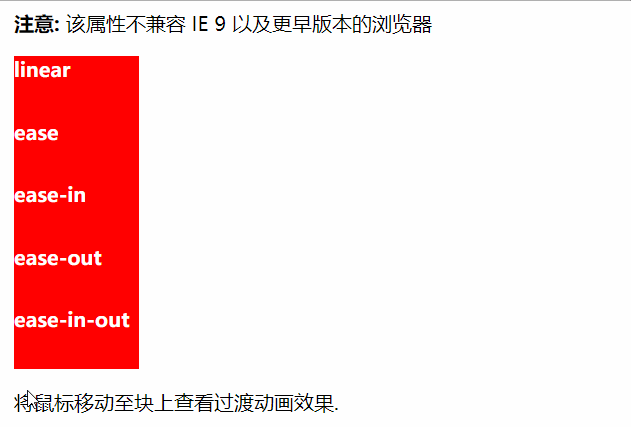 注意: 该属性不兼容 IE 9 以及更早版本的浏览器
linear
ease
ease-in
ease-out
ease-in-out
将鼠标移动至块上查看过渡动画效果.